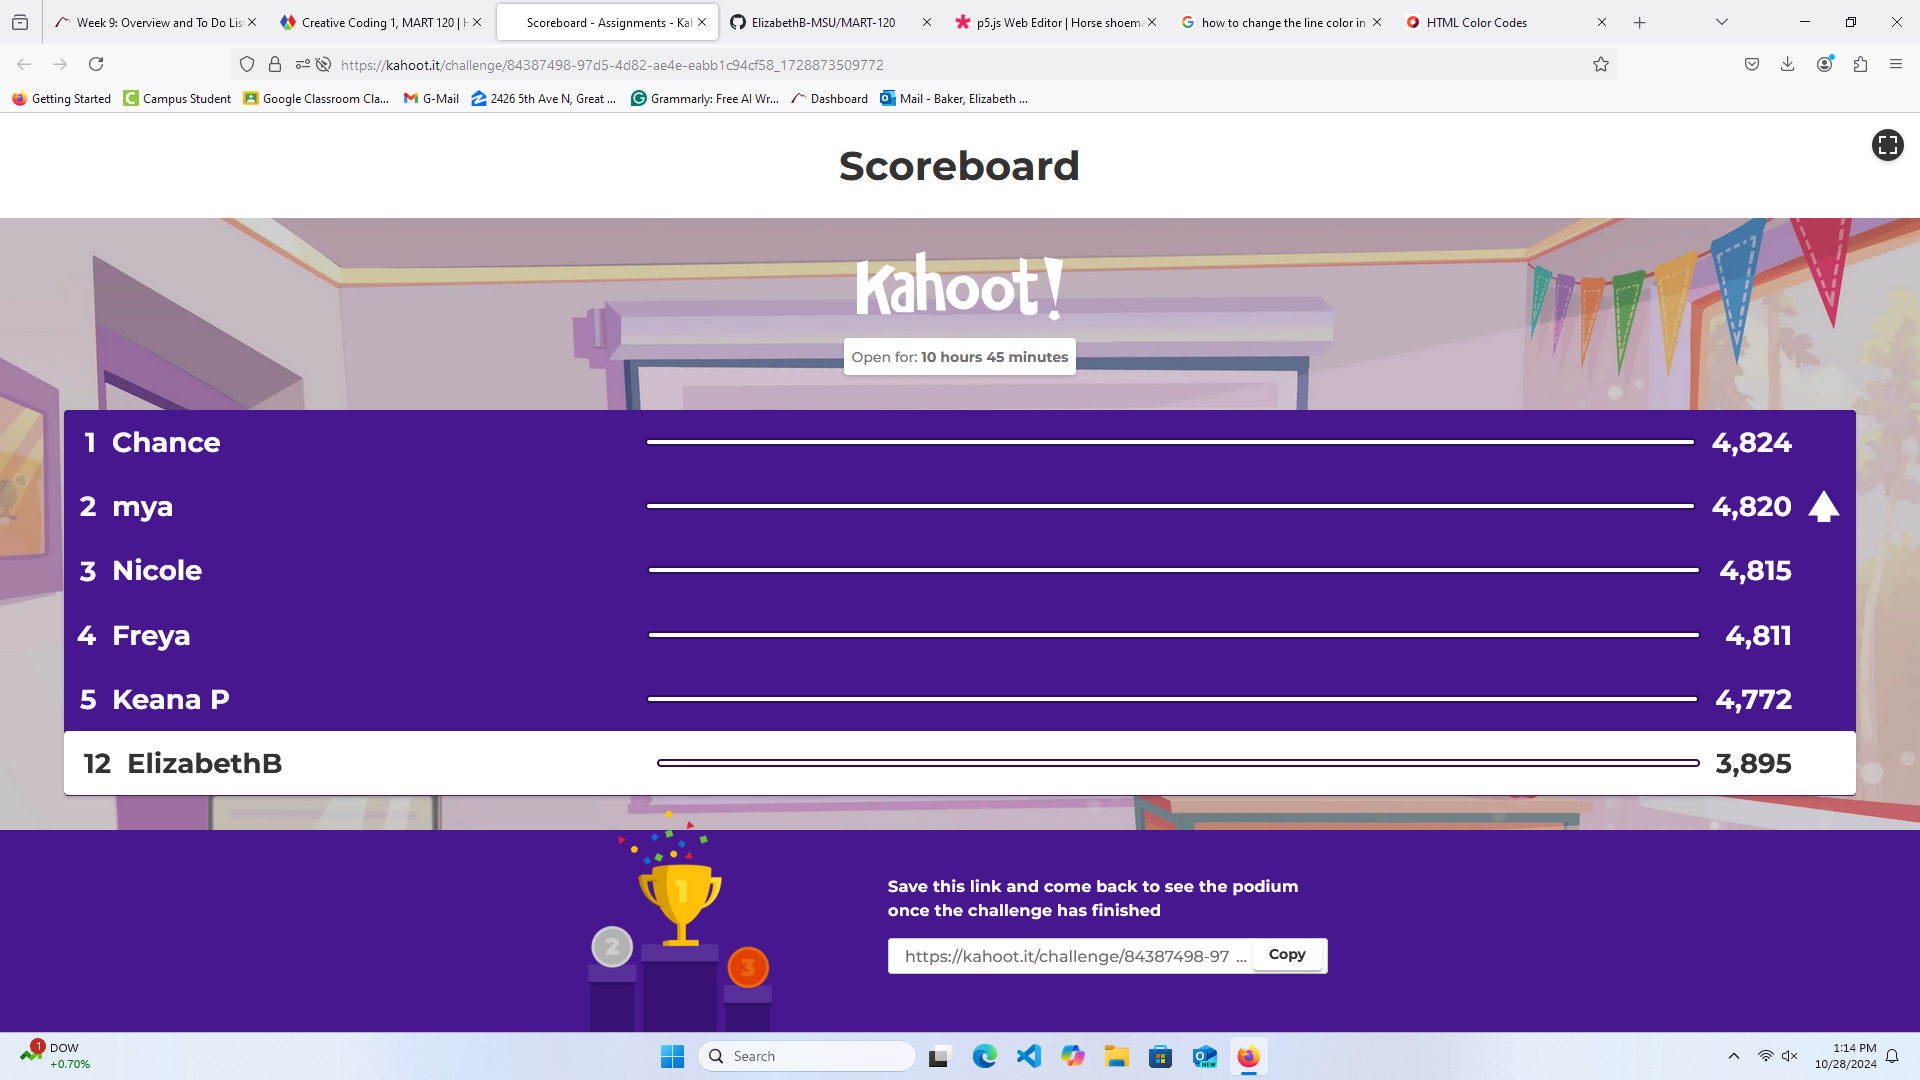 Week 9: Overview and To Do Lis
Creative Coding 1, MART 120 | H
Scoreboard - Assignments - Kah
ElizabethB-MSU/MART-120
p5.js Web Editor | Horse shoema
how to change the line color in
HTML Color Codes
https://kahoot.it/challenge/84387498-97d5-4d82-ae4e-eabb1c94cf58_1728873509772
Getting Started
Campus Student
Google Classroom Cla...
G-Mail
2426 5th Ave N, Great ...
Grammarly: Free AI Wr...
Dashboard
Mail - Baker, Elizabeth ...
Scoreboard
Kahoot!
Open for: 10 hours 45 minutes
1 Chance 4,824
2 mya 4,820
3 Nicole 4,815
4 Freya 4,811
5 Keana P 4,772
12 ElizabethB 3,895
1
2
3
Save this link and come back to see the podium
once the challenge has finished
https://kahoot.it/challenge/84387498-97 ... Copy
1
DOW
+0.70%
Search
NEW
1:14 PM
10/28/2024